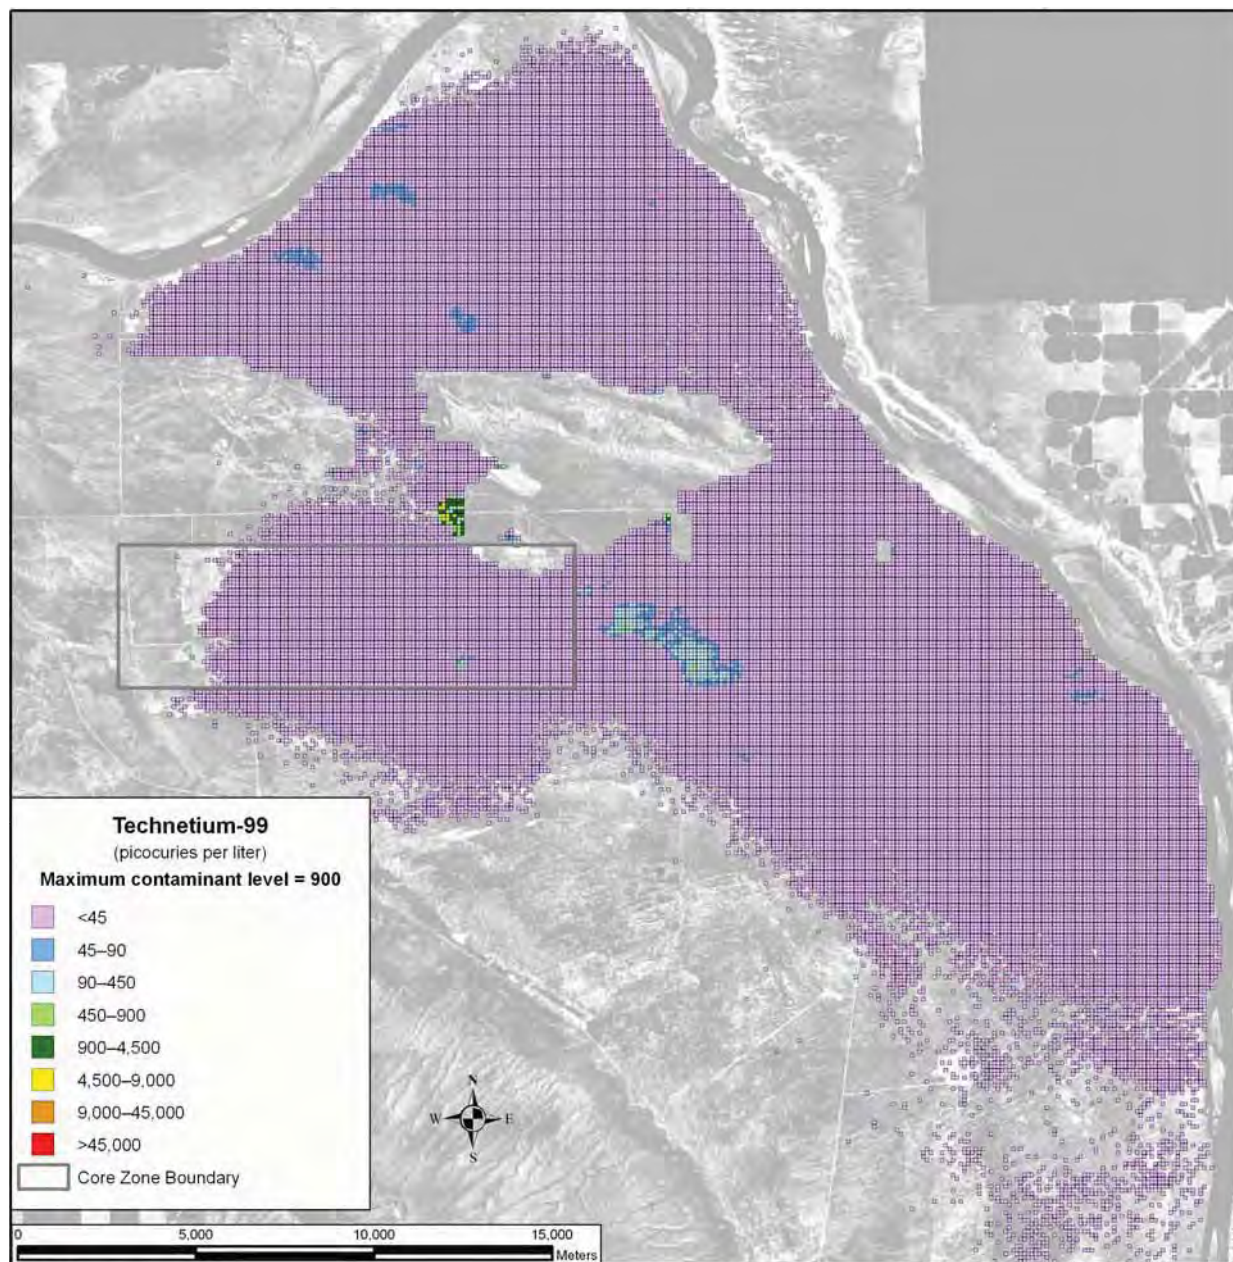 Technetium-99
(picocuries per liter)
Maximum contaminant level = 900
<45
45–90
90–450
450–900
900–4,500
4,500–9,000
9,000–45,000
>45,000
Core Zone Boundary
N
W E
S
0 5,000 10,000 15,000
Meters